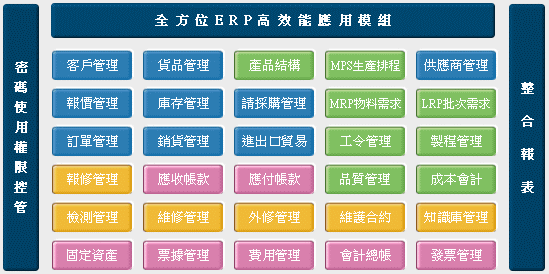 全方位ERP高效能應用模組
密碼使用權限控管
客戶管理 貨品管理 產品結構 MPS生產排程 供應商管理
報價管理 庫存管理 請採購管理 MRP物料需求 LRP批次需求
訂單管理 銷貨管理 進出口貿易 工令管理 製程管理
報修管理 應收帳款 應付帳款 品質管理 成本會計
檢測管理 維修管理 外修管理 維護合約 知識庫管理
固定資產 票據管理 費用管理 會計總帳 發票管理
整合報表